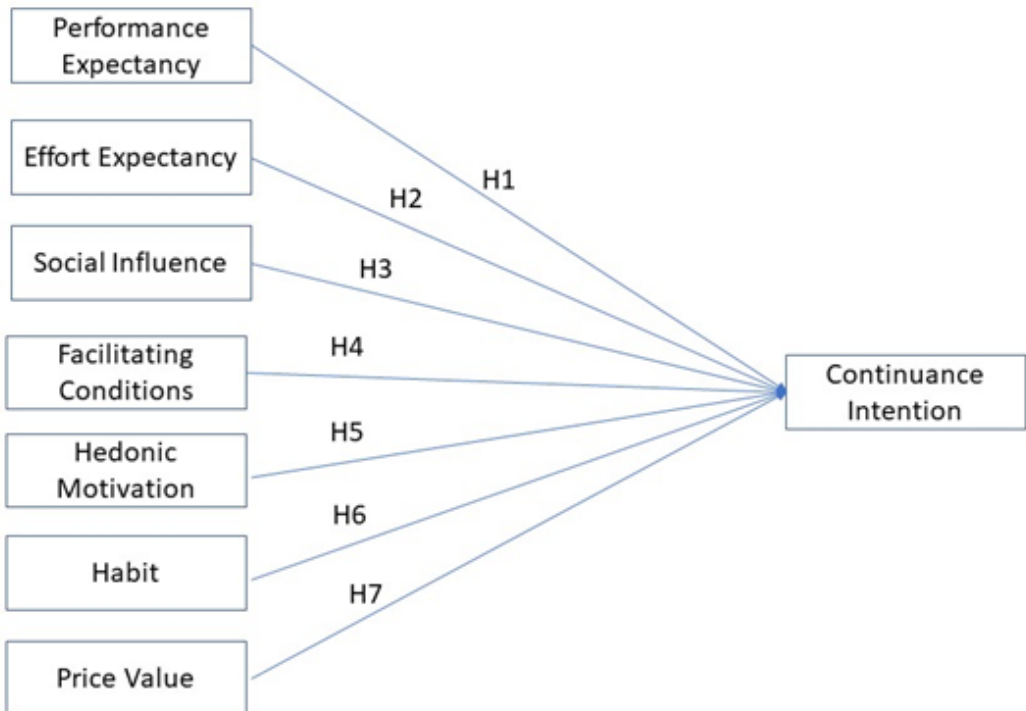 Performance
Expectancy
H1
Effort Expectancy
H2
Social Influence
H3
Facilitating
Conditions
H4
Continuance
Intention
Hedonic
Motivation
H5
Habit
H6
Price Value
H7